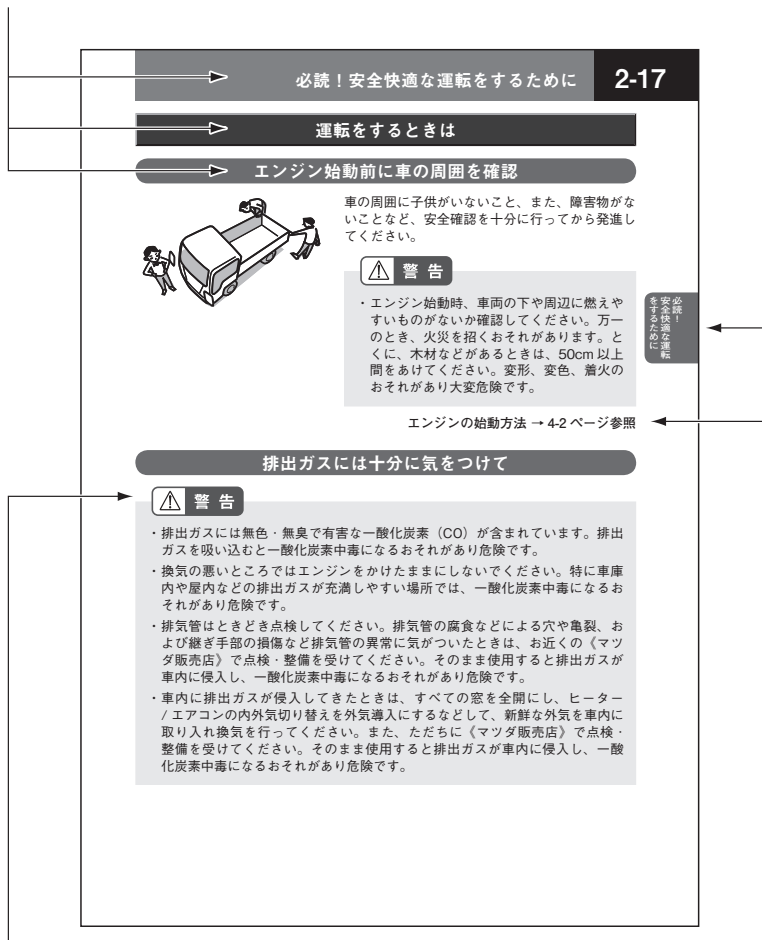 必読！安全快適な運転をするために
2-17
運転をするときは
エンジン始動前に車の周囲を確認
車の周囲に子供がいないこと、また、障害物がな
いことなど、安全確認を十分に行ってから発進し
てください。
警告
・エンジン始動時、車両の下や周辺に燃えや
すいものがないか確認してください。万一
のとき、火災を招くおそれがあります。と
くに、木材などがあるときは、50cm 以上
間をあけてください。変形、変色、着火の
おそれがあり大変危険です。
必読！
安全快適な運転
をするために
エンジンの始動方法 → 4-2 ページ参照
排出ガスには十分に気をつけて
警告
・排出ガスには無色・無臭で有害な一酸化炭素（CO）が含まれています。排出
ガスを吸い込むと一酸化炭素中毒になるおそれがあり危険です。
・換気の悪いところではエンジンをかけたままにしないでください。特に車庫
内や屋内などの排出ガスが充満しやすい場所では、一酸化炭素中毒になるお
それがあり危険です。
・排気管はときどき点検してください。排気管の腐食などによる穴や亀裂、お
よび継ぎ手部の損傷など排気管の異常に気がついたときは、お近くの《マツ
ダ販売店》で点検・整備を受けてください。そのまま使用すると排出ガスが
車内に侵入し、一酸化炭素中毒になるおそれがあり危険です。
・車内に排出ガスが侵入してきたときは、すべての窓を全開にし、ヒーター
/ エアコンの内外気切り替えを外気導入にするなどして、新鮮な外気を車内に
取り入れ換気を行ってください。また、ただちに《マツダ販売店》で点検・
整備を受けてください。そのまま使用すると排出ガスが車内に侵入し、一酸
化炭素中毒になるおそれがあり危険です。